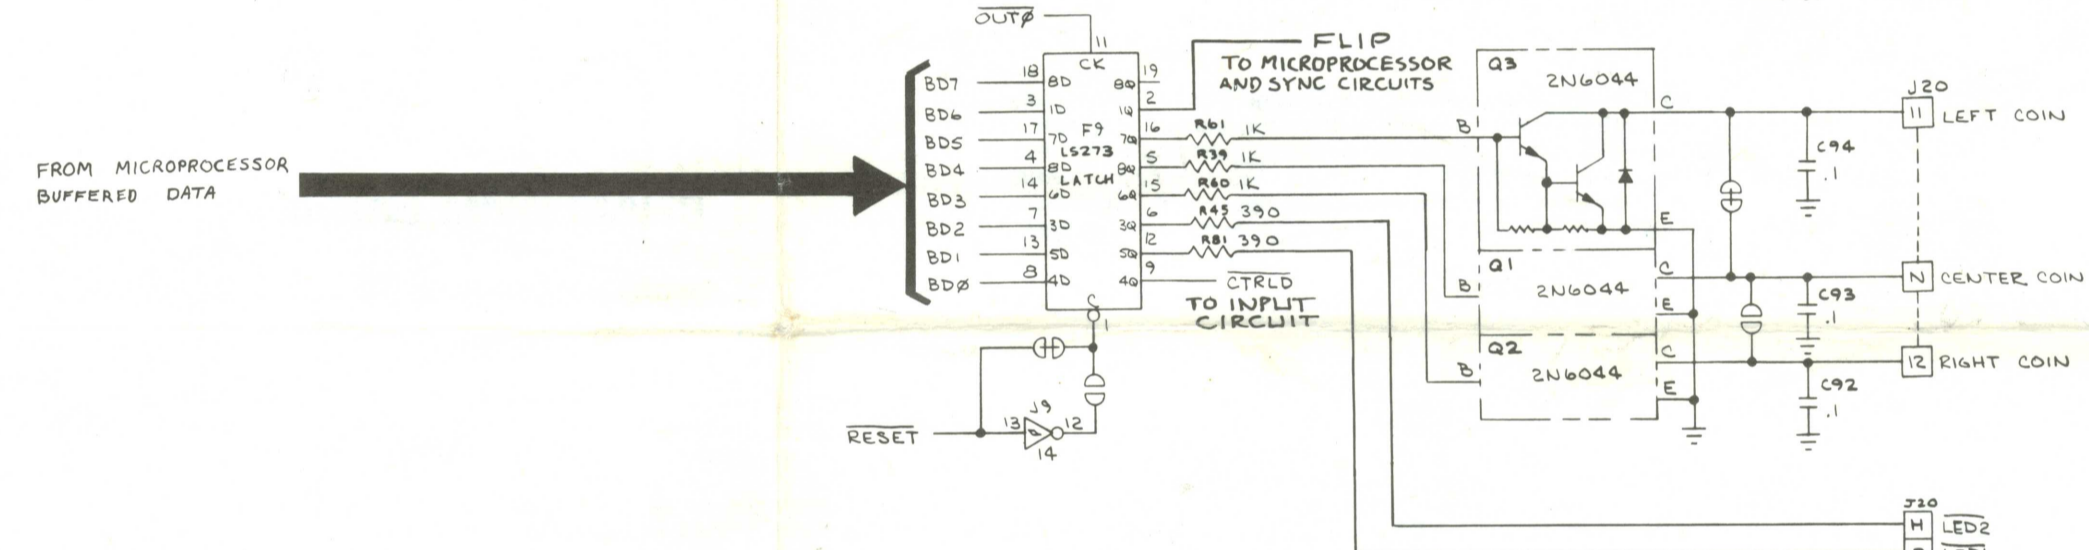 OUT0
11
CK
FLIP
TO MICROPROCESSOR
AND SYNC CIRCUITS
FROM MICROPROCESSOR
BUFFERED DATA
BD7 18 8D 8Q 19
BD6 3 1D 1Q 2
BD5 17 7D 7Q 16 R61 1K
BD4 4 8D 8Q 5 R39 1K
BD3 14 6D 6Q 15 R60 1K
BD2 7 3D 3Q 6 R45 390
BD1 13 5D 5Q 12 R81 390
BD0 8 4D 4Q 9 CTRLD
F9
LS273
LATCH
TO INPUT
CIRCUIT
C
1
RESET
13 J9 12
14
Q3
2N6044
B
C
E
Q1
2N6044
B
C
E
Q2
2N6044
B
C
E
C94
.1
C93
.1
C92
.1
J20
11 LEFT COIN
N CENTER COIN
12 RIGHT COIN
J20
H LED2